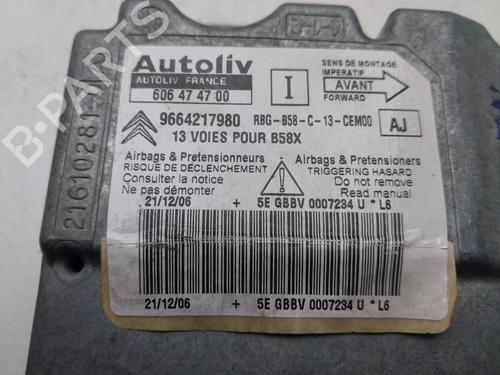 Autoliv
AUTOLIV FRANCE
606 47 47 00
I
SENS DE MONTAGE
IMPERATIF
AVANT
FORWARD
9664217980 RBG-B58-C-13-CEM00
AJ
13 VOIES POUR B58X
Airbags & Pretensionneurs
RISQUE DE DÉCLENCHEMENT
Consulter la notice
Ne pas démonter
Airbags & Pretensioners
TRIGGERING HASARD
Do not remove
Read manual
21/12/06 + 5E GBBV 0007234 U * L6
21/12/06 + 5E GBBV 0007234 U * L6
B-PARTS